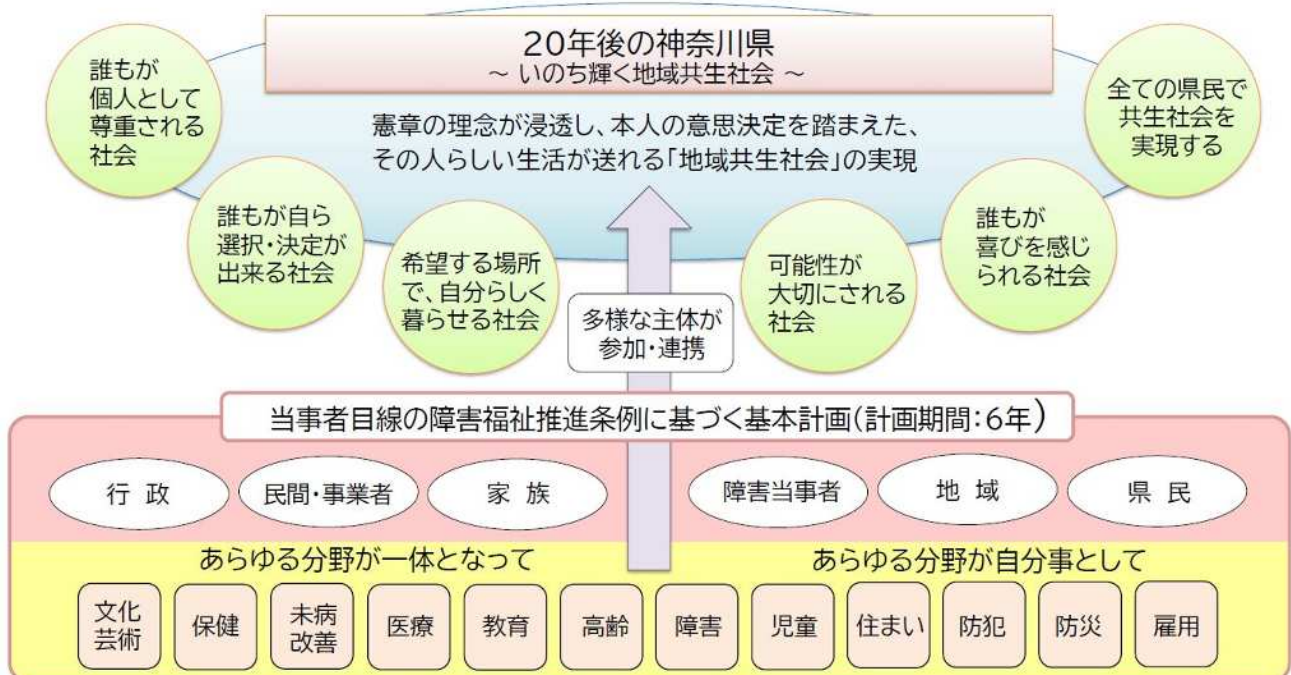 20年後の神奈川県
~ いのち輝く地域共生社会 ~
憲章の理念が浸透し、本人の意思決定を踏まえた、
その人らしい生活が送れる「地域共生社会」の実現
誰もが
個人として
尊重される
社会
誰もが自ら
選択・決定が
出来る社会
希望する場所
で、自分らしく
暮らせる社会
可能性が
大切にされる
社会
誰もが
喜びを感じ
られる社会
全ての県民で
共生社会を
実現する
多様な主体が
参加・連携
当事者目線の障害福祉推進条例に基づく基本計画(計画期間:6年)
行 政
民間・事業者
家 族
障害当事者
地 域
県 民
あらゆる分野が一体となって
あらゆる分野が自分事として
文化
芸術
保健
未病
改善
医療
教育
高齢
障害
児童
住まい
防犯
防災
雇用